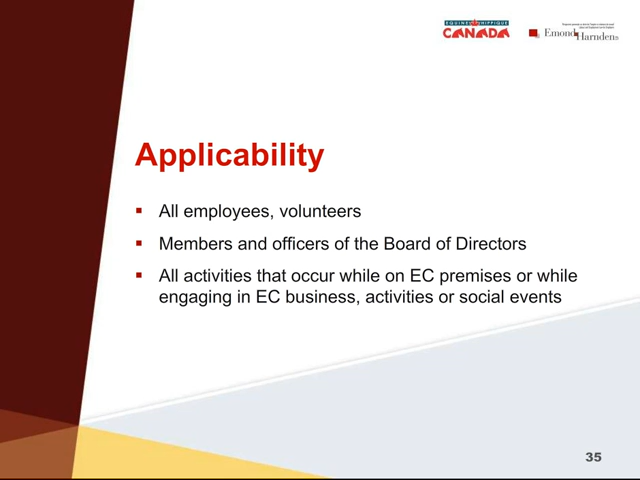 EQUINE HIPPIQUE
CANADA
Emond Harnden
Applicability
▪ All employees, volunteers
▪ Members and officers of the Board of Directors
▪ All activities that occur while on EC premises or while
engaging in EC business, activities or social events
35